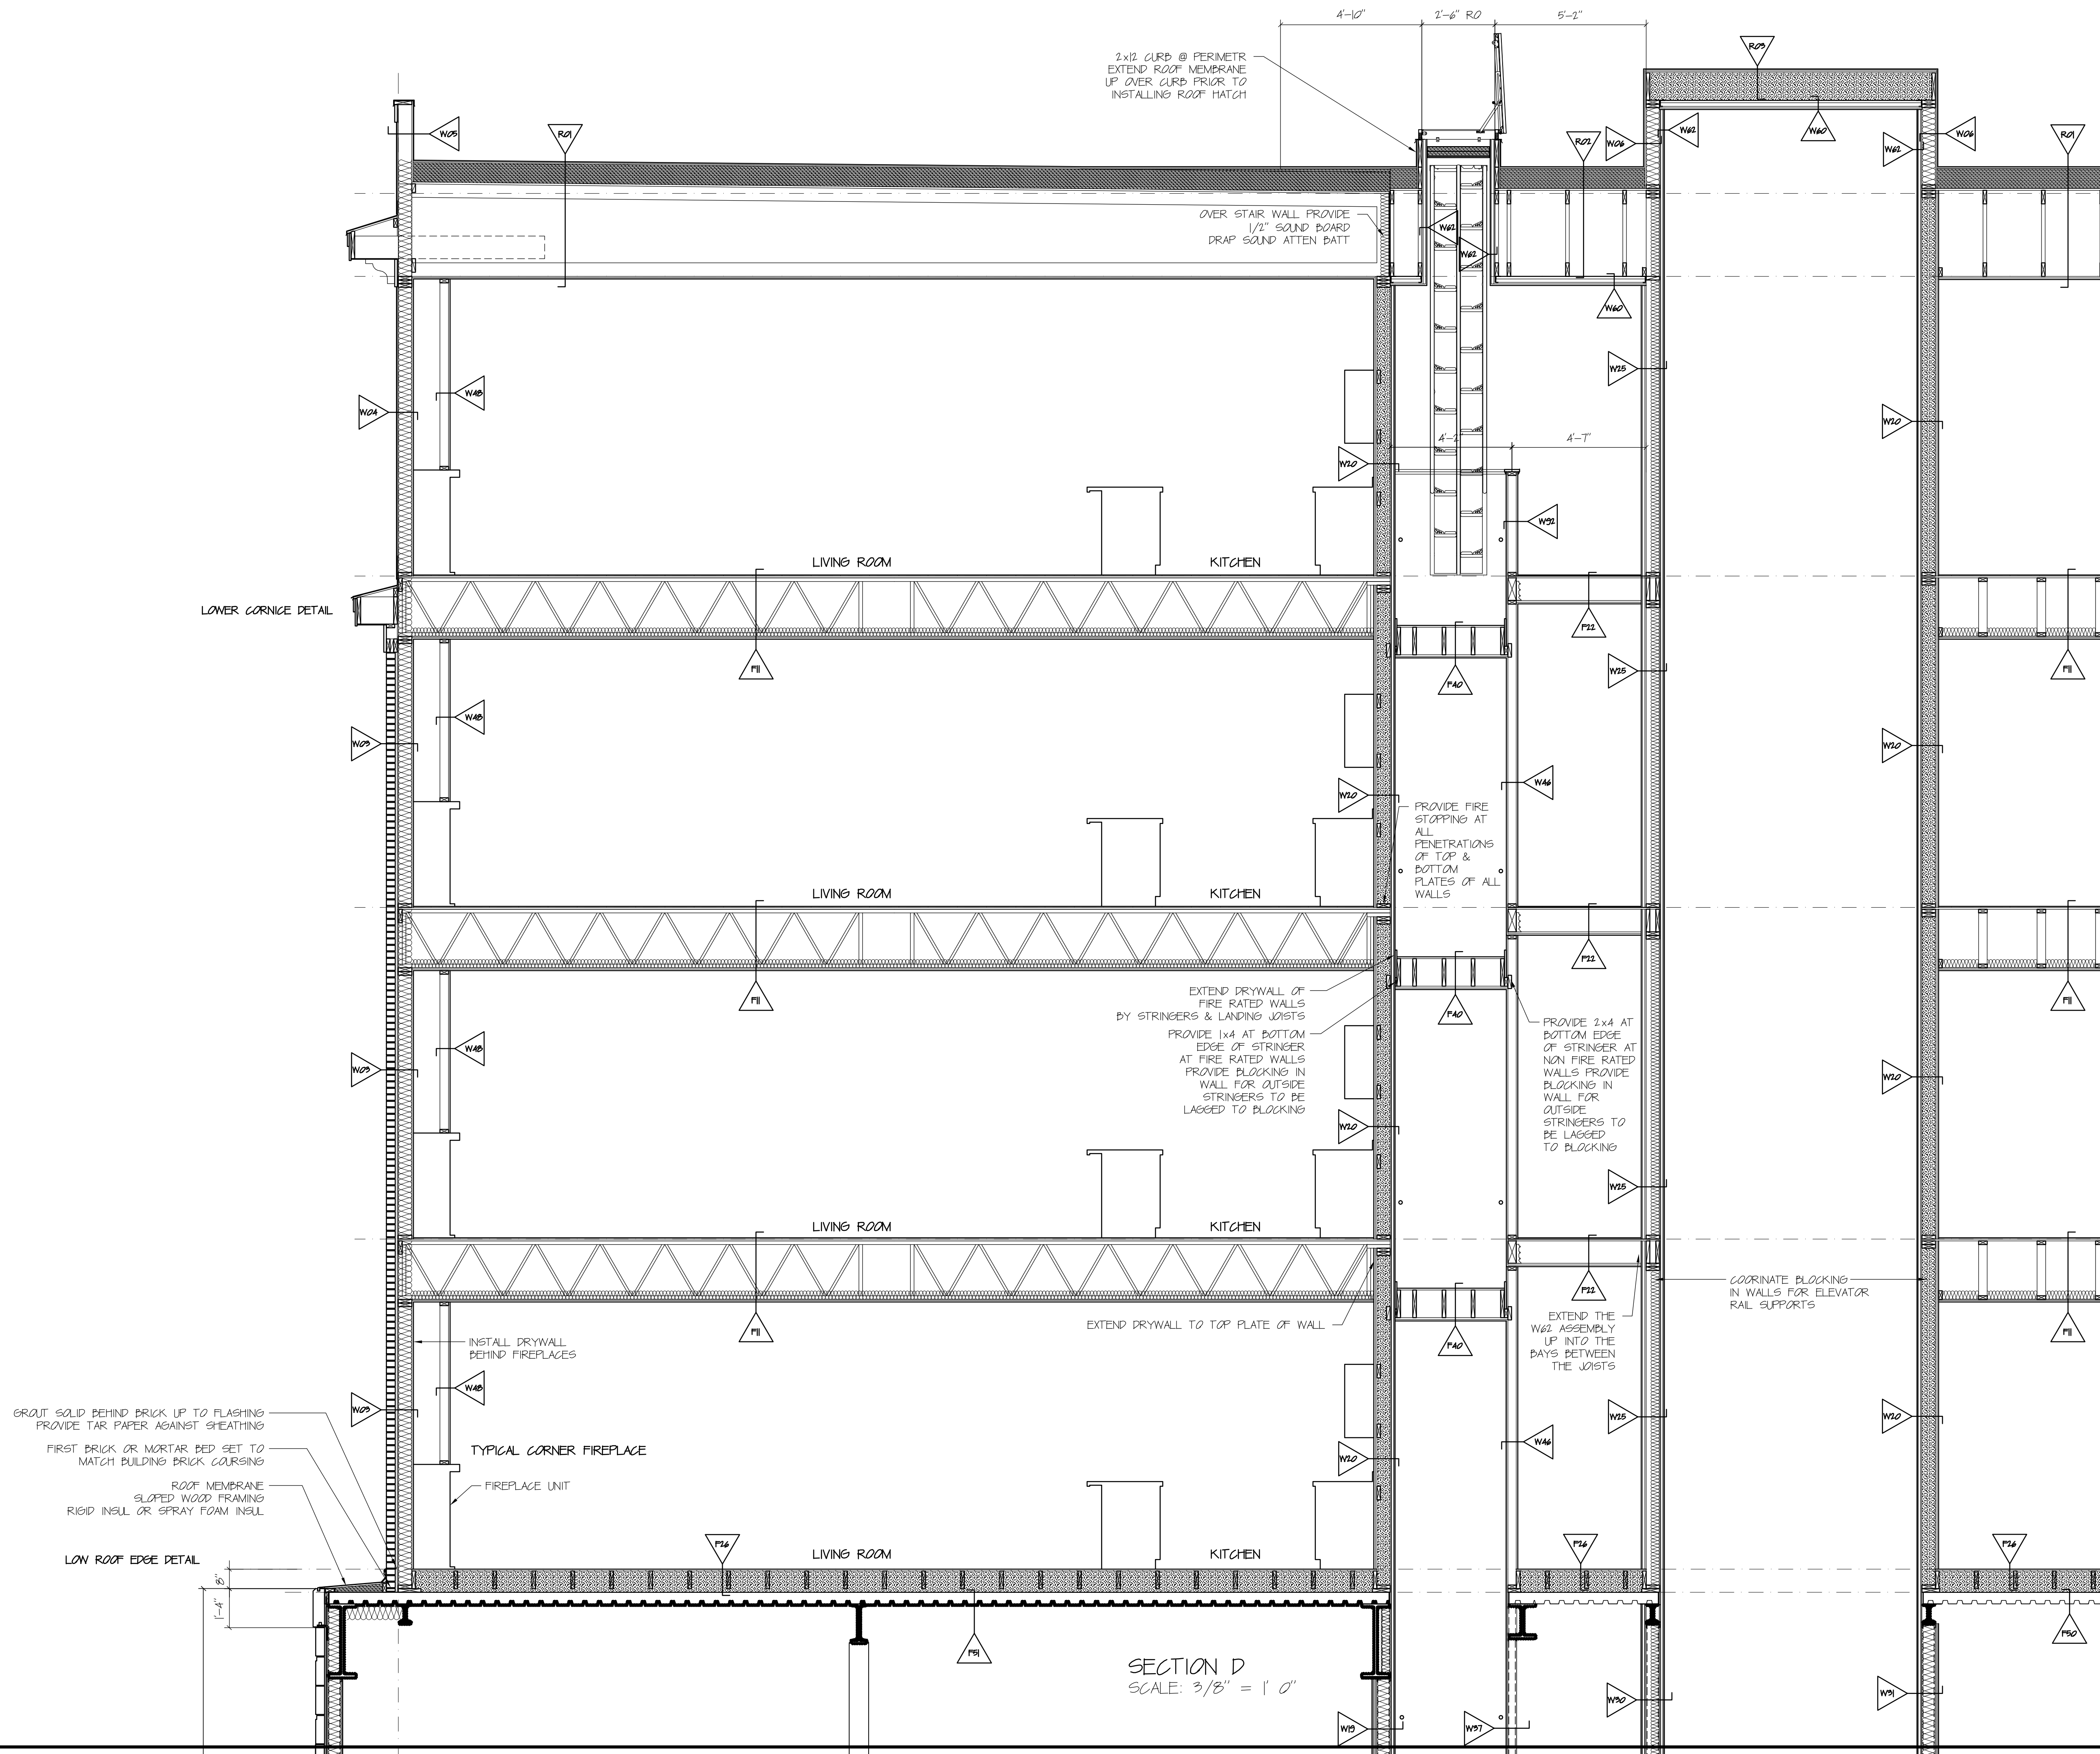 4'-10"
2'-6" RO
5'-2"
2x12 CURB @ PERIMETR
EXTEND ROOF MEMBRANE
UP OVER CURB PRIOR TO
INSTALLING ROOF HATCH
R03
W05
R01
R02
W06
W62
W60
W62
W06
R01
OVER STAIR WALL PROVIDE
1/2" SOUND BOARD
DRAP SOUND ATTEN BATT
W62
W62
W60
W25
W48
W04
W20
4'-2"
4'-7"
W20
W92
LIVING ROOM
KITCHEN
LOWER CORNICE DETAIL
F22
F11
F40
W25
F11
W48
W03
W20
W46
W20
PROVIDE FIRE
STOPPING AT
ALL
PENETRATIONS
OF TOP &
BOTTOM
PLATES OF ALL
WALLS
LIVING ROOM
KITCHEN
F22
F11
F40
F11
EXTEND DRYWALL OF
FIRE RATED WALLS
BY STRINGERS & LANDING JOISTS
PROVIDE 1x4 AT BOTTOM
EDGE OF STRINGER
AT FIRE RATED WALLS
PROVIDE BLOCKING IN
WALL FOR OUTSIDE
STRINGERS TO BE
LAGGED TO BLOCKING
PROVIDE 2x4 AT
BOTTOM EDGE
OF STRINGER AT
NON FIRE RATED
WALLS PROVIDE
BLOCKING IN
WALL FOR
OUTSIDE
STRINGERS TO
BE LAGGED
TO BLOCKING
W48
W03
W20
W20
W25
LIVING ROOM
KITCHEN
F22
COORINATE BLOCKING
IN WALLS FOR ELEVATOR
RAIL SUPPORTS
EXTEND DRYWALL TO TOP PLATE OF WALL
EXTEND THE
W62 ASSEMBLY
UP INTO THE
BAYS BETWEEN
THE JOISTS
F11
F40
F11
INSTALL DRYWALL
BEHIND FIREPLACES
W48
W03
W25
W20
GROUT SOLID BEHIND BRICK UP TO FLASHING
PROVIDE TAR PAPER AGAINST SHEATHING
FIRST BRICK OR MORTAR BED SET TO
MATCH BUILDING BRICK COURSING
TYPICAL CORNER FIREPLACE
W20
W46
ROOF MEMBRANE
SLOPED WOOD FRAMING
RIGID INSUL OR SPRAY FOAM INSUL
FIREPLACE UNIT
LOW ROOF EDGE DETAIL
F26
LIVING ROOM
KITCHEN
F26
F26
8"
1'-4"
F51
F50
SECTION D
SCALE: 3/8" = 1' 0"
W19
W37
W30
W31